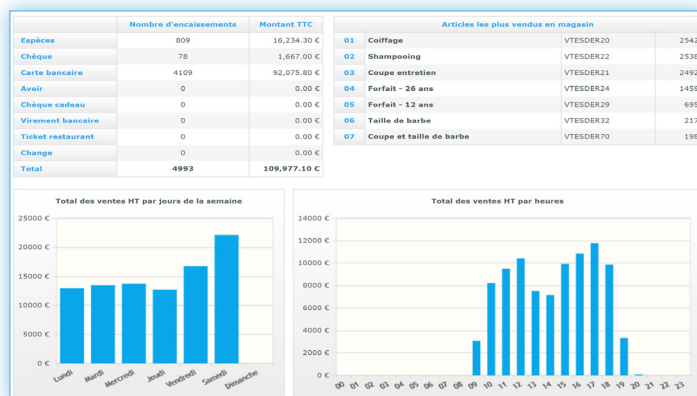 Nombre d'encaissements Montant TTC
Espèces 809 16,234.30 €
Chèque 78 1,667.00 €
Carte bancaire 4109 92,075.80 €
Avoir 0 0.00 €
Chèque cadeau 0 0.00 €
Virement bancaire 0 0.00 €
Ticket restaurant 0 0.00 €
Change 0 0.00 €
Total 4993 109,977.10 €
Articles les plus vendus en magasin
01 Coiffage VTESDER20 2542
02 Shampooing VTESDER22 2538
03 Coupe entretien VTESDER21 2492
04 Forfait - 26 ans VTESDER24 1459
05 Forfait - 12 ans VTESDER29 695
06 Taille de barbe VTESDER32 217
07 Coupe et taille de barbe VTESDER70 198
Total des ventes HT par jours de la semaine
25000 €
20000 €
15000 €
10000 €
5000 €
0 €
Lundi Mardi Mercredi Jeudi Vendredi Samedi Dimanche
Total des ventes HT par heures
14000 €
12000 €
10000 €
8000 €
6000 €
4000 €
2000 €
0 €
00 01 02 03 04 05 06 07 08 09 10 11 12 13 14 15 16 17 18 19 20 21 22 23